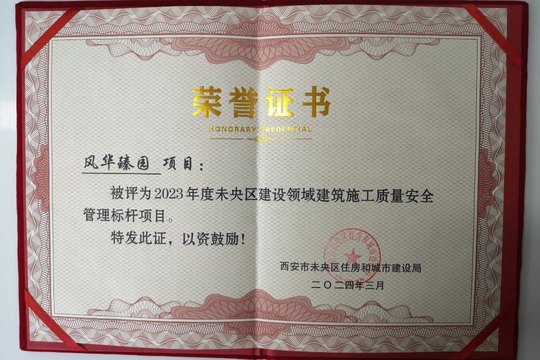 荣誉证书
HONORARY CREDENTIAL
风华臻园 项目：
被评为2023年度未央区建设领域建筑施工质量安全
管理标杆项目。
特发此证，以资鼓励！
西安市未央区住房和城市建设局
二〇二四年三月